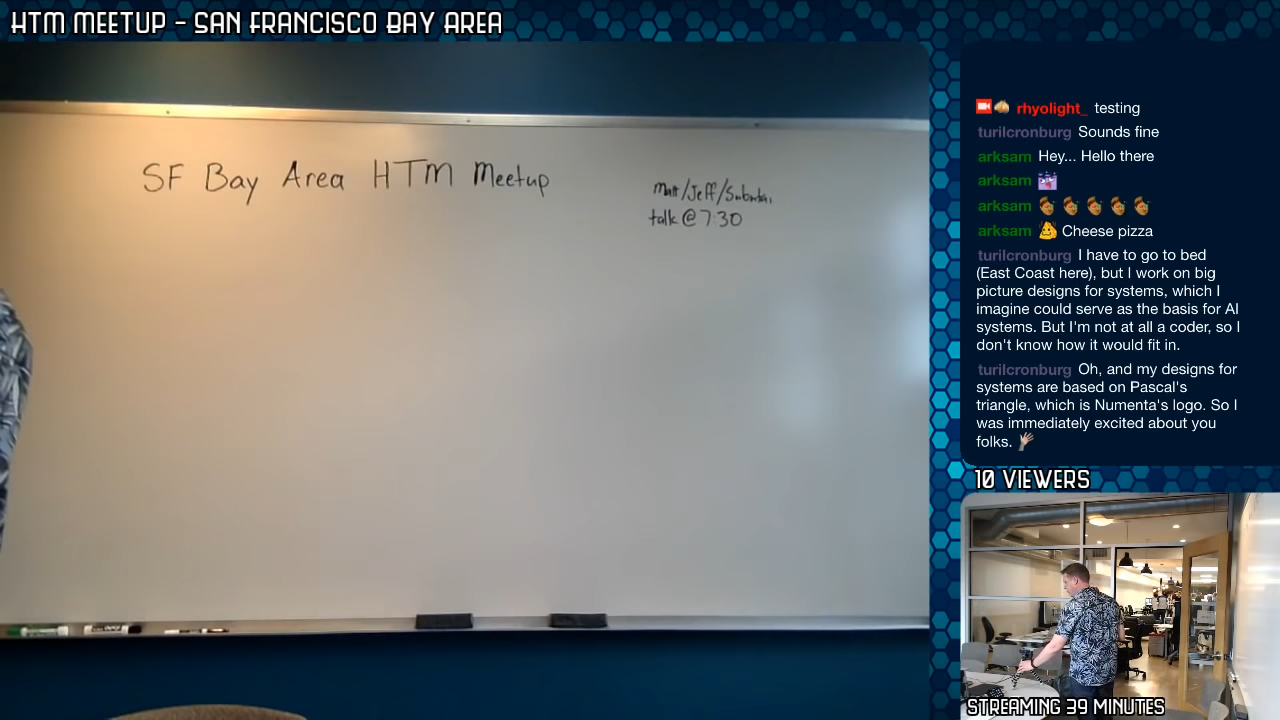 HTM MEETUP - SAN FRANCISCO BAY AREA
SF Bay Area HTM Meetup
Matt/Jeff/Subutai
talk @ 7:30
rhyolight_ testing
turilcronburg Sounds fine
arksam Hey... Hello there
arksam
arksam
arksam Cheese pizza
turilcronburg I have to go to bed
(East Coast here), but I work on big
picture designs for systems, which I
imagine could serve as the basis for AI
systems. But I'm not at all a coder, so I
don't know how it would fit in.
turilcronburg Oh, and my designs for
systems are based on Pascal's
triangle, which is Numenta's logo. So I
was immediately excited about you
folks.
10 VIEWERS
STREAMING 39 MINUTES